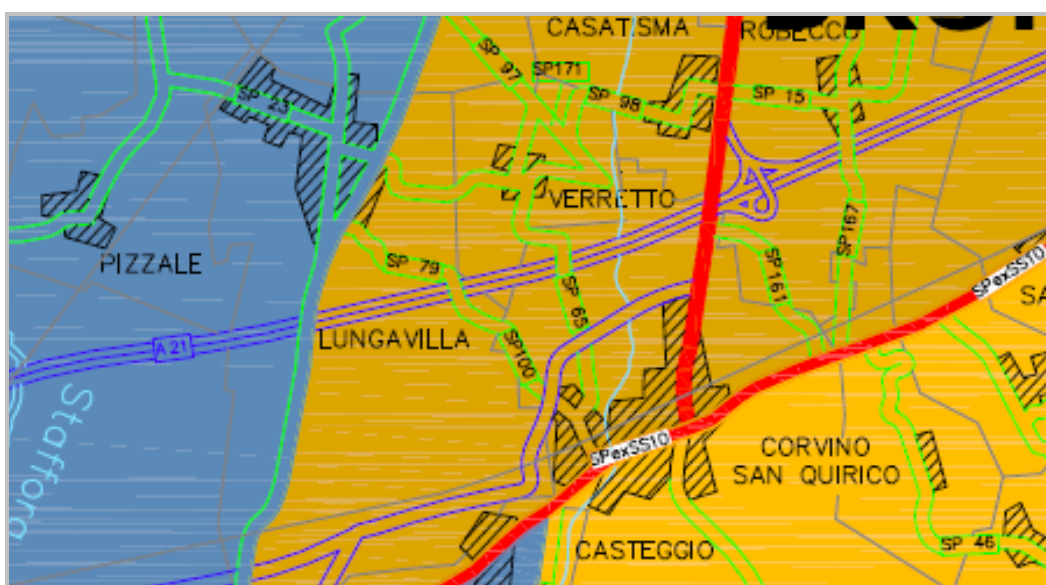 CASATISMA
ROBECCO
SP 97
SP171
SP 98
SP 15
SP 23
VERRETTO
SP167
PIZZALE
SP 79
SP161
SPexSS10
SP 65
A 21
LUNGAVILLA
SP100
Staffora
SPexSS10
CORVINO
SAN QUIRICO
CASTEGGIO
SP 46